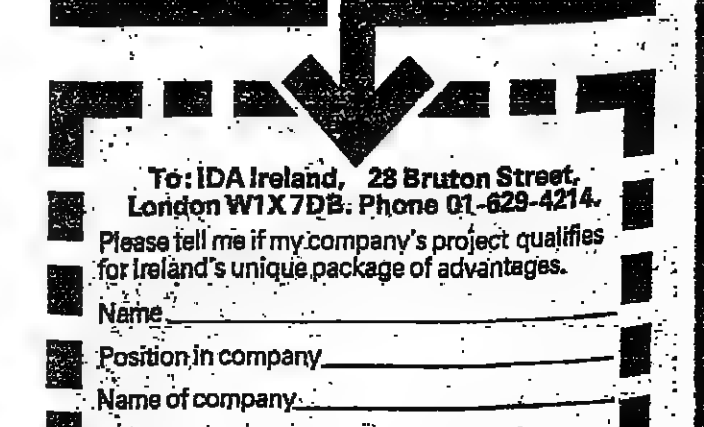 To: IDA Ireland, 28 Bruton Street,
London W1X 7DB. Phone 01-629-4214.
Please tell me if my company's project qualifies
for Ireland's unique package of advantages.
Name
Position in company
Name of company